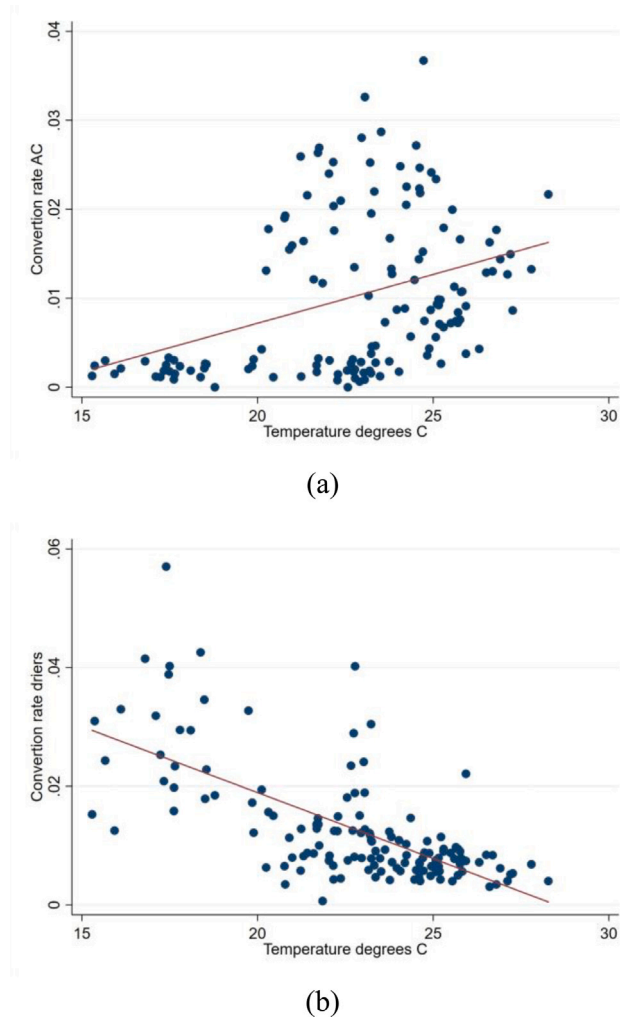 .04
.03
.02
.01
0
Convertion rate AC
15
20
25
30
Temperature degrees C
(a)
.06
.04
.02
0
Convertion rate driers
15
20
25
30
Temperature degrees C
(b)